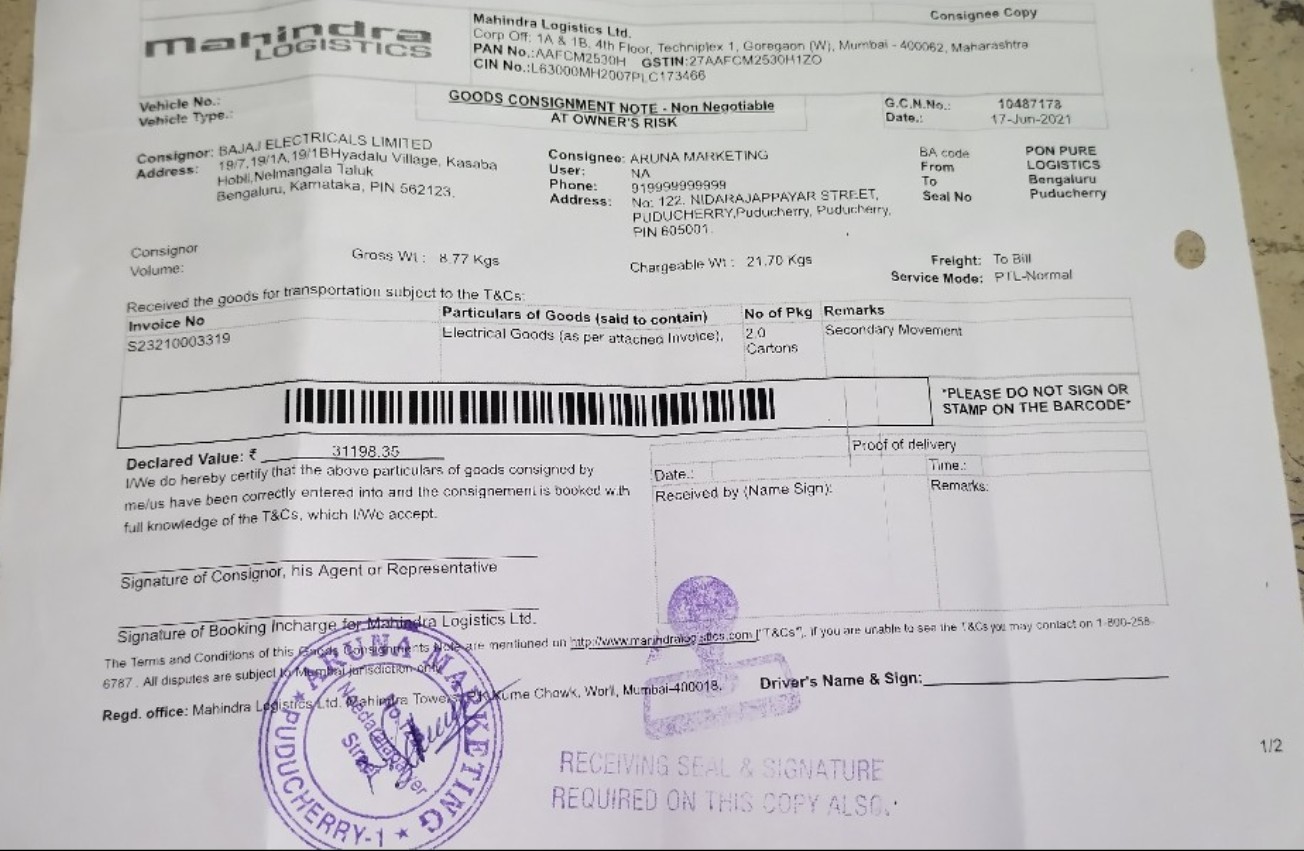 Consignee Copy
mahindra
LOGISTICS
Mahindra Logistics Ltd.
Corp Off: 1A & 1B, 4th Floor, Techniplex 1, Goregaon (W), Mumbai - 400062, Maharashtra
PAN No.:AAFCM2530H GSTIN:27AAFCM2530H1ZO
CIN No.:L63000MH2007PLC173466
Vehicle No.:
Vehicle Type.:
GOODS CONSIGNMENT NOTE - Non Negotiable
AT OWNER'S RISK
G.C.N.No.: 10487178
Date.: 17-Jun-2021
Consignor: BAJAJ ELECTRICALS LIMITED
Address: 19/7,19/1A,19/1BHyadalu Village, Kasaba
Hobli,Nelmangala Taluk
Bengaluru, Karnataka, PIN 562123.
Consignee: ARUNA MARKETING
User: NA
Phone: 919999999999
Address: No: 122, NIDARAJAPPAYAR STREET,
PUDUCHERRY,Puducherry, Puducherry,
PIN 605001.
BA code PON PURE
From LOGISTICS
To Bengaluru
Seal No Puducherry
Consignor
Volume:
Gross Wt : 8.77 Kgs
Chargeable Wt : 21.70 Kgs
Freight: To Bill
Service Mode: PTL-Normal
Received the goods for transportation subject to the T&Cs:
Invoice No Particulars of Goods (said to contain) No of Pkg Remarks
S23210003319 Electrical Goods (as per attached Invoice), 2.0 Secondary Movement
Cartons
*PLEASE DO NOT SIGN OR
STAMP ON THE BARCODE*
Declared Value: ₹ 31198.35
I/We do hereby certify that the above particulars of goods consigned by
me/us have been correctly entered into and the consignement is booked with
full knowledge of the T&Cs, which I/We accept.
Proof of delivery
Date.: Time.:
Received by (Name Sign): Remarks:
Signature of Consignor, his Agent or Representative
Signature of Booking Incharge for Mahindra Logistics Ltd.
The Terms and Conditions of this Goods Consignments Note are mentioned on http://www.mahindralogistics.com ["T&Cs"], if you are unable to see the T&Cs you may contact on 1-800-258-
6787 . All disputes are subject to Mumbai jurisdiction only
Regd. office: Mahindra Logistics Ltd. Mahindra Towers, Chowk, Worli, Mumbai-400018.
Driver's Name & Sign:
1/2
ARUNA MARKETING
PUDUCHERRY-1
Street
RECEIVING SEAL & SIGNATURE
REQUIRED ON THIS COPY ALSO.